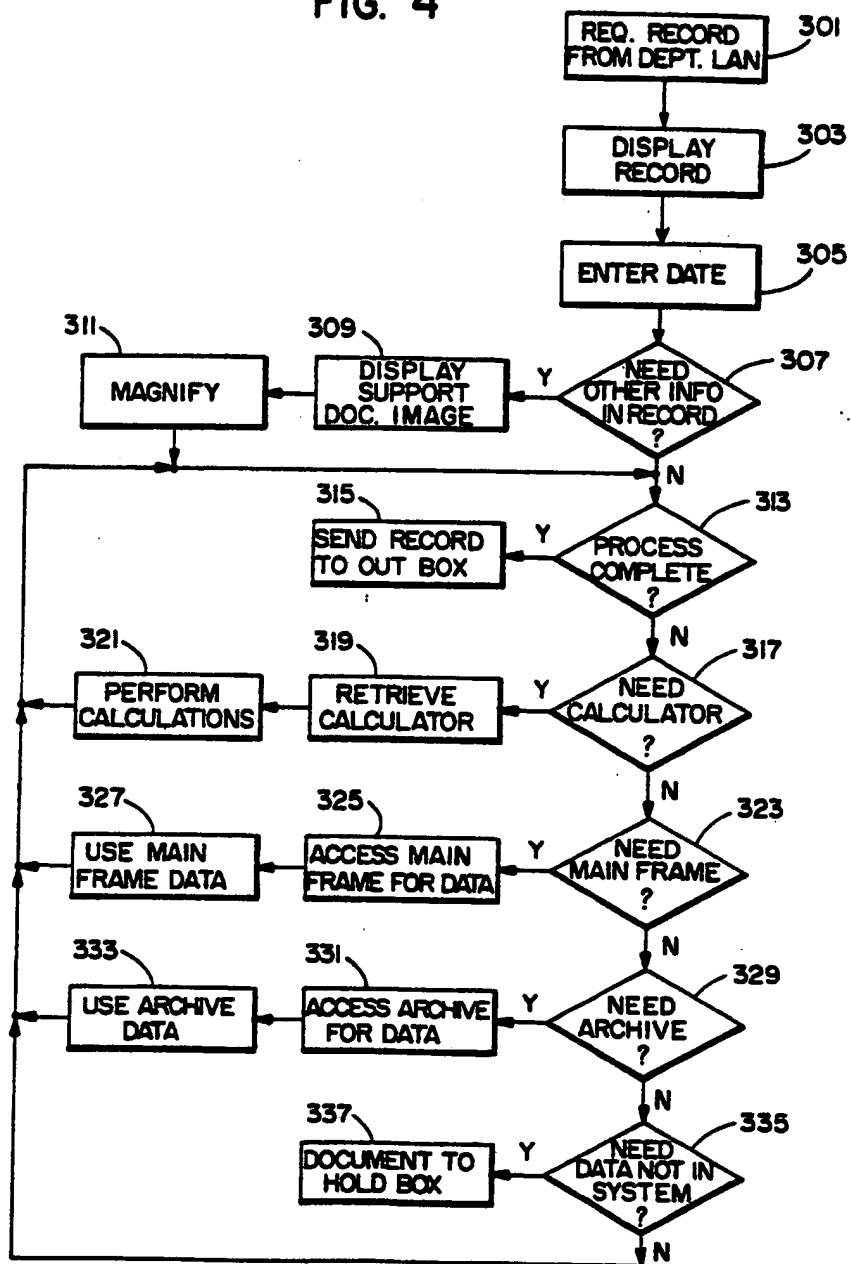 FIG. 4
REQ. RECORD
FROM DEPT. LAN
301
DISPLAY
RECORD
303
ENTER DATE
305
NEED
OTHER INFO
IN RECORD
?
307
Y
N
DISPLAY
SUPPORT
DOC. IMAGE
309
MAGNIFY
311
PROCESS
COMPLETE
?
313
Y
N
SEND RECORD
TO OUT BOX
315
NEED
CALCULATOR
?
317
Y
N
RETRIEVE
CALCULATOR
319
PERFORM
CALCULATIONS
321
NEED
MAIN FRAME
?
323
Y
N
ACCESS MAIN
FRAME FOR DATA
325
USE MAIN
FRAME DATA
327
NEED
ARCHIVE
?
329
Y
N
ACCESS ARCHIVE
FOR DATA
331
USE ARCHIVE
DATA
333
NEED
DATA NOT IN
SYSTEM
?
335
Y
N
DOCUMENT TO
HOLD BOX
337